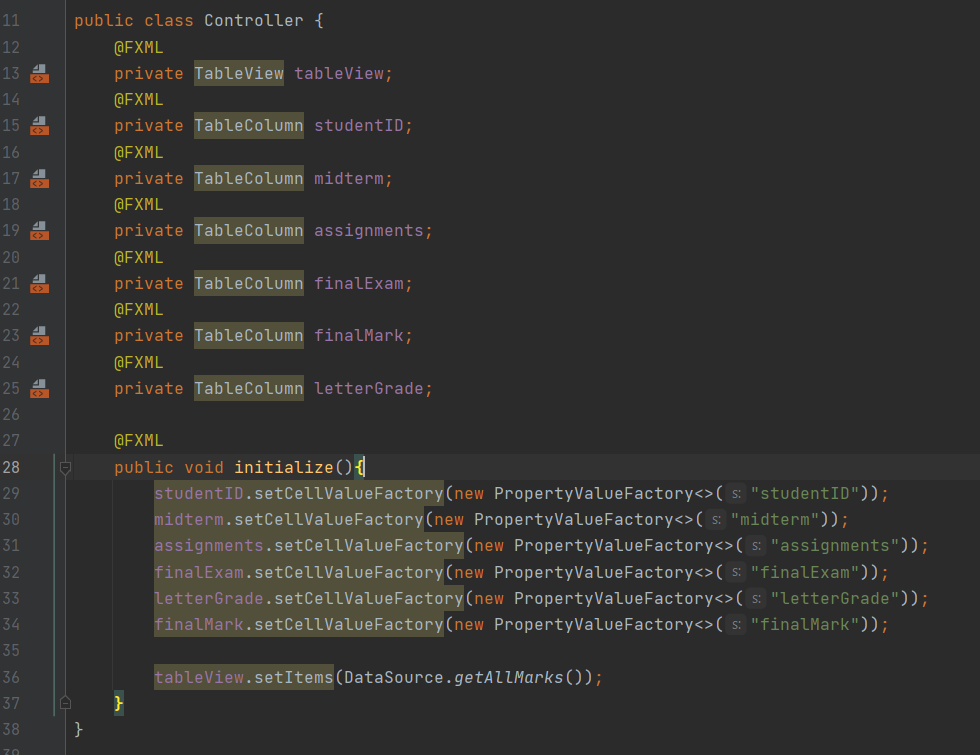 11 public class Controller {
12     @FXML
13     private TableView tableView;
14     @FXML
15     private TableColumn studentID;
16     @FXML
17     private TableColumn midterm;
18     @FXML
19     private TableColumn assignments;
20     @FXML
21     private TableColumn finalExam;
22     @FXML
23     private TableColumn finalMark;
24     @FXML
25     private TableColumn letterGrade;
26
27     @FXML
28     public void initialize(){
29         studentID.setCellValueFactory(new PropertyValueFactory<>( s: "studentID"));
30         midterm.setCellValueFactory(new PropertyValueFactory<>( s: "midterm"));
31         assignments.setCellValueFactory(new PropertyValueFactory<>( s: "assignments"));
32         finalExam.setCellValueFactory(new PropertyValueFactory<>( s: "finalExam"));
33         letterGrade.setCellValueFactory(new PropertyValueFactory<>( s: "letterGrade"));
34         finalMark.setCellValueFactory(new PropertyValueFactory<>( s: "finalMark"));
35
36         tableView.setItems(DataSource.getAllMarks());
37     }
38 }
39